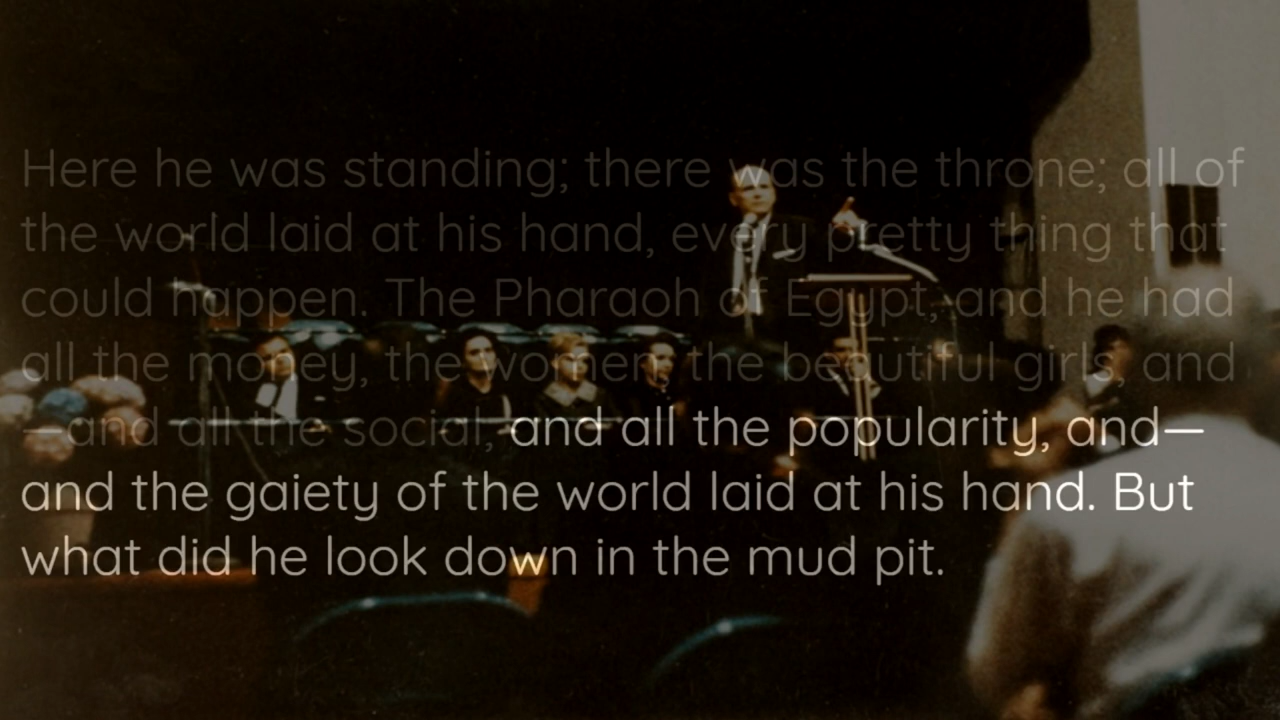 Here he was standing; there was the throne; all of
the world laid at his hand, every pretty thing that
could happen. The Pharaoh of Egypt, and he had
all the money, the women, the beautiful girls, and
—and all the social, and all the popularity, and—
and the gaiety of the world laid at his hand. But
what did he look down in the mud pit.